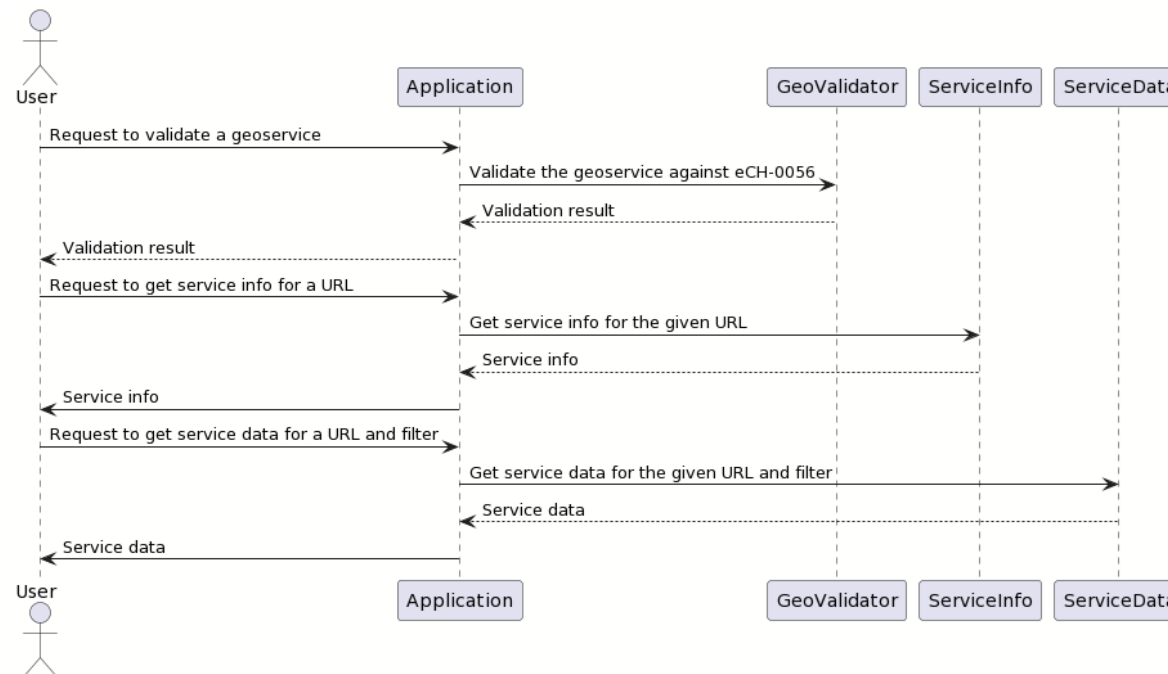 User
Application
GeoValidator
ServiceInfo
ServiceData
Request to validate a geoservice
Validate the geoservice against eCH-0056
Validation result
Validation result
Request to get service info for a URL
Get service info for the given URL
Service info
Service info
Request to get service data for a URL and filter
Get service data for the given URL and filter
Service data
Service data
User
Application
GeoValidator
ServiceInfo
ServiceData